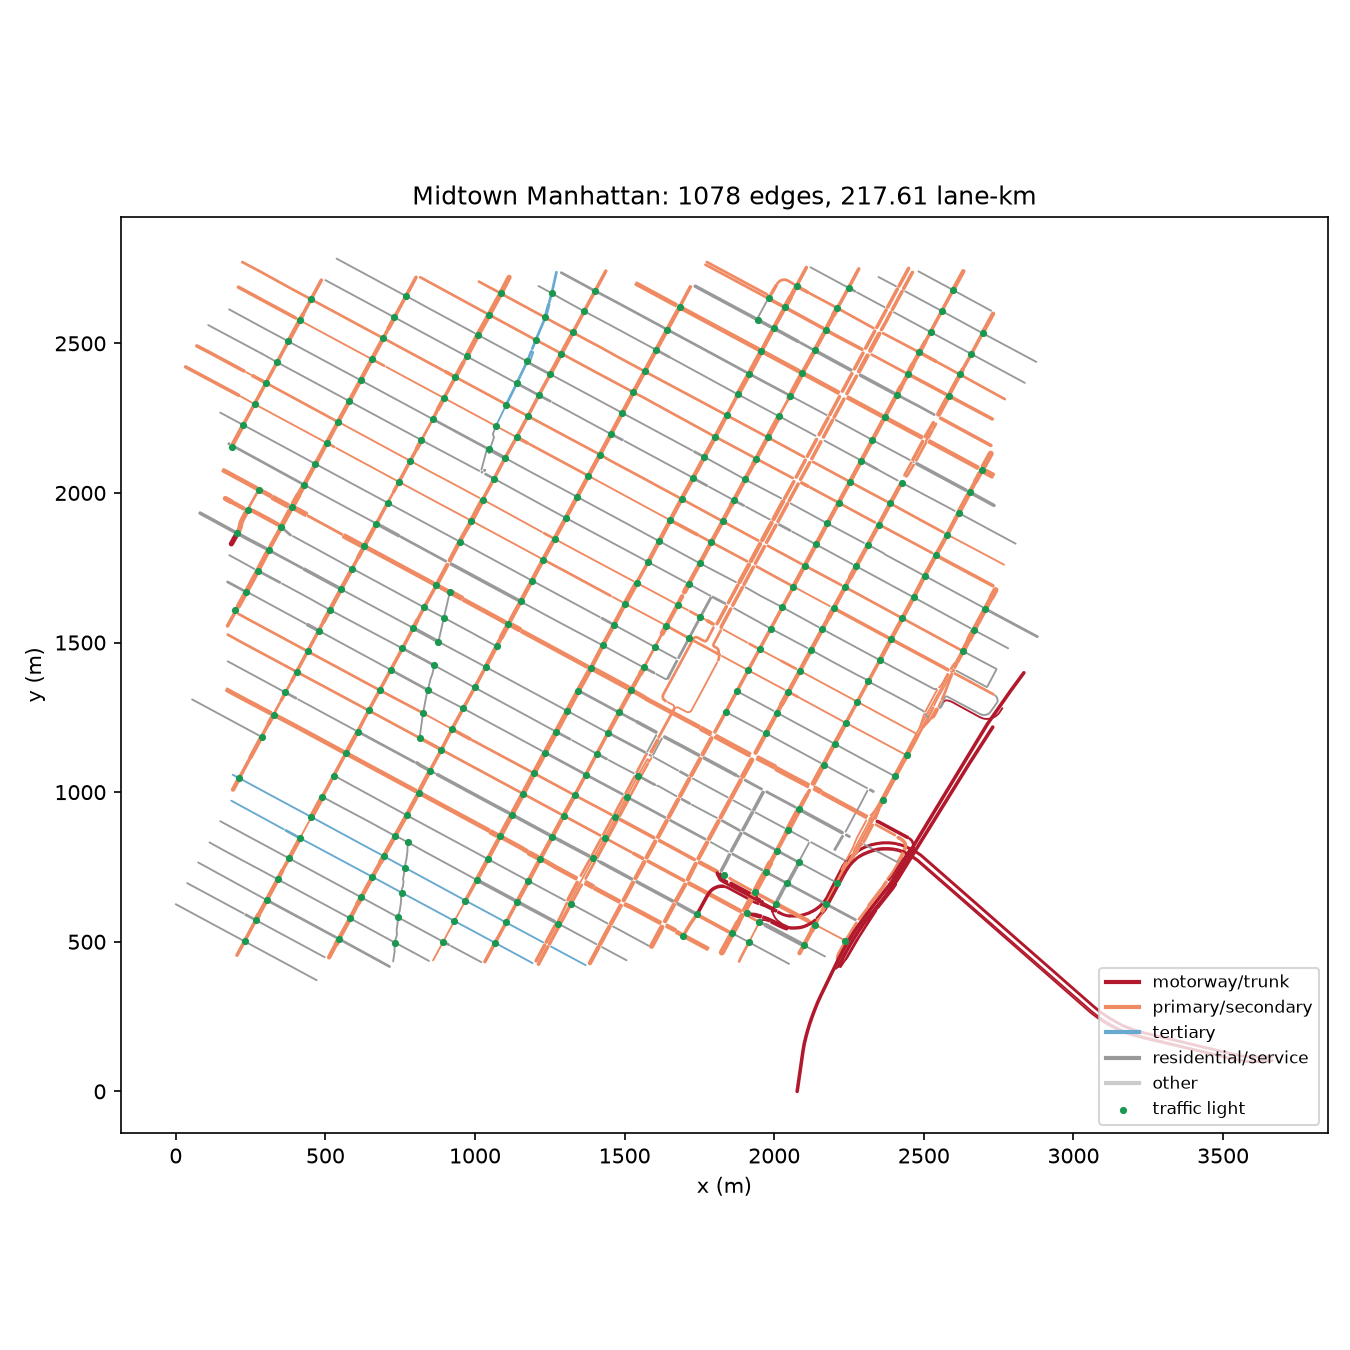 Midtown Manhattan: 1078 edges, 217.61 lane-km
2500
2000
1500
1000
500
0
y (m)
0 500 1000 1500 2000 2500 3000 3500
x (m)
motorway/trunk
primary/secondary
tertiary
residential/service
other
traffic light